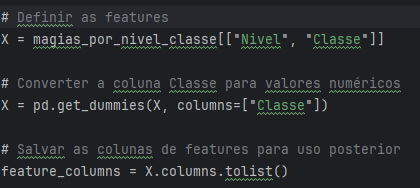 # Definir as features
X = magias_por_nivel_classe[["Nivel", "Classe"]]
# Converter a coluna Classe para valores numéricos
X = pd.get_dummies(X, columns=["Classe"])
# Salvar as colunas de features para uso posterior
feature_columns = X.columns.tolist()